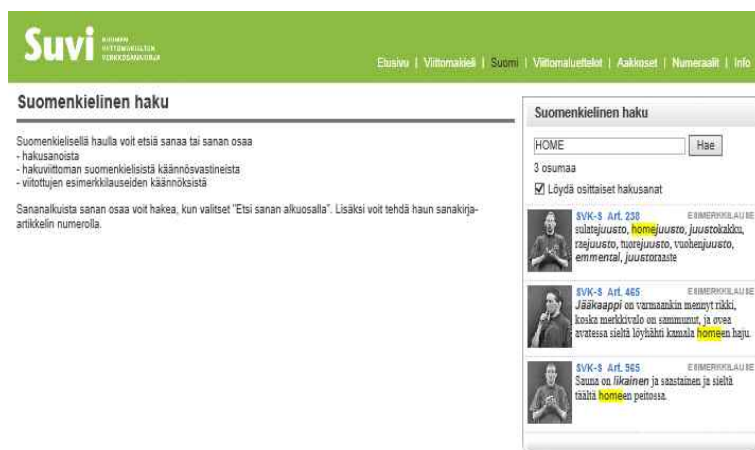 Suvi
SUOMEN
VIITTOMAKIELTEN
VERKKOSANAKIRJA
Etusivu | Viittomakieli | Suomi | Viittomaluettelot | Aakkoset | Numeraalit | Info
Suomenkielinen haku
Suomenkielisellä haulla voit etsiä sanaa tai sanan osaa
- hakusanoista
- hakuviittoman suomenkielisistä käännösvastineista
- viitottujen esimerkkilauseiden käännöksistä
Sananalkuista sanan osaa voit hakea, kun valitset "Etsi sanan alkuosalla". Lisäksi voit tehdä haun sanakirja-
artikkelin numerolla.
Suomenkielinen haku
HOME
Hae
3 osumaa
Löydä osittaiset hakusanat
SVK-S Art. 238 ESIMERKKILAUSE
sulatejuusto, homejuusto, juustokakku,
raejuusto, tuorejuusto, vuohenjuusto,
emmental, juustoraaste
SVK-S Art. 465 ESIMERKKILAUSE
Jääkaappi on varmaankin mennyt rikki,
koska merkkivalo on sammunut, ja ovea
avatessa sieltä löyhähti kamala homeen haju.
SVK-S Art. 565 ESIMERKKILAUSE
Sauna on likainen ja saastainen ja sieltä
täältä homeen peitossa.